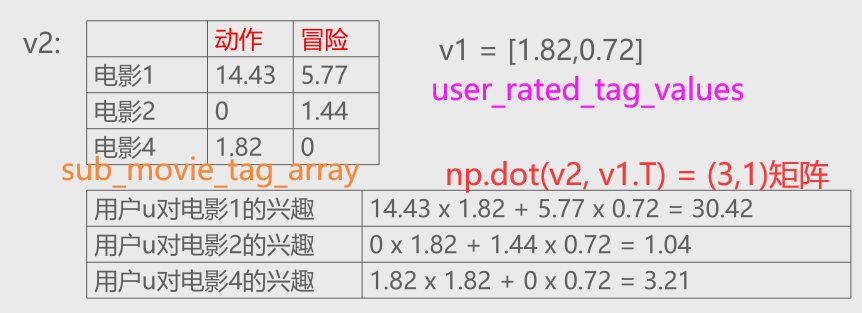 v2:
动作 冒险
电影1 14.43 5.77
电影2 0 1.44
电影4 1.82 0
sub_movie_tag_array
v1 = [1.82,0.72]
user_rated_tag_values
np.dot(v2, v1.T) = (3,1)矩阵
用户u对电影1的兴趣 14.43 x 1.82 + 5.77 x 0.72 = 30.42
用户u对电影2的兴趣 0 x 1.82 + 1.44 x 0.72 = 1.04
用户u对电影4的兴趣 1.82 x 1.82 + 0 x 0.72 = 3.21